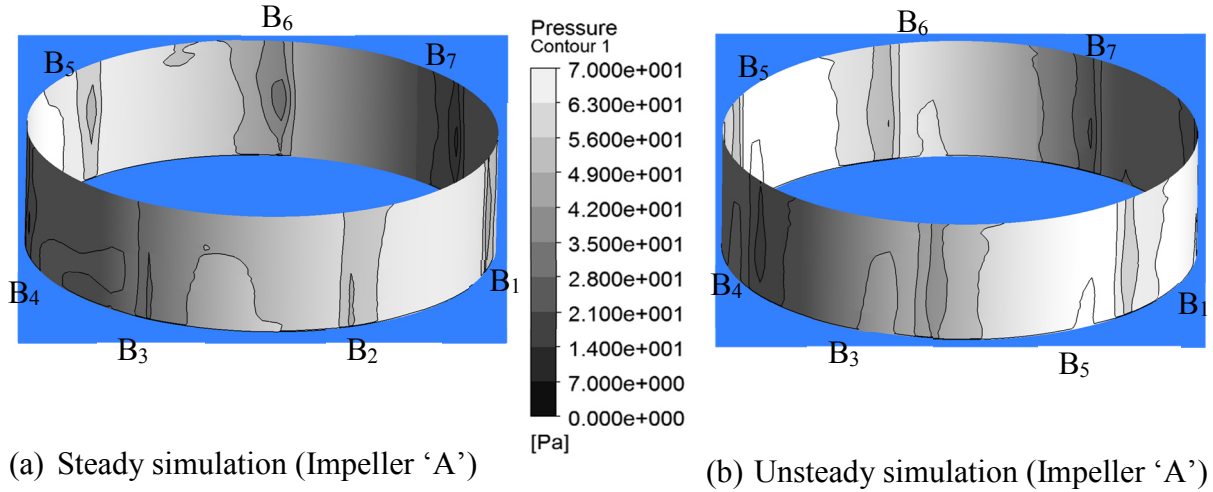 B₆
B₅
B₇
B₄
B₃
B₂
B₁
Pressure
Contour 1
7.000e+001
6.300e+001
5.600e+001
4.900e+001
4.200e+001
3.500e+001
2.800e+001
2.100e+001
1.400e+001
7.000e+000
0.000e+000
[Pa]
B₆
B₅
B₇
B₄
B₃
B₅
B₁
(a) Steady simulation (Impeller ‘A’)
(b) Unsteady simulation (Impeller ‘A’)